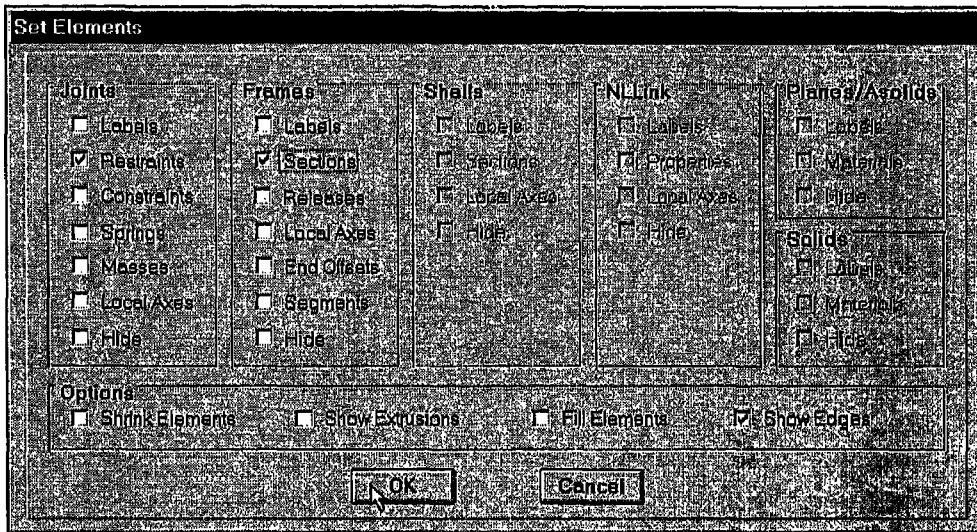 Set Elements
Joints
Labels
Restraints
Constraints
Springs
Masses
Local Axes
Hide
Frames
Labels
Sections
Releases
Local Axes
End Offsets
Segments
Hide
Shells
Labels
Sections
Local Axes
Hide
NLLink
Labels
Properties
Local Axes
Hide
Planes/Asolids
Labels
Materials
Hide
Solids
Labels
Materials
Hide
Options
Shrink Elements
Show Extrusions
Fill Elements
Show Edges
OK
Cancel